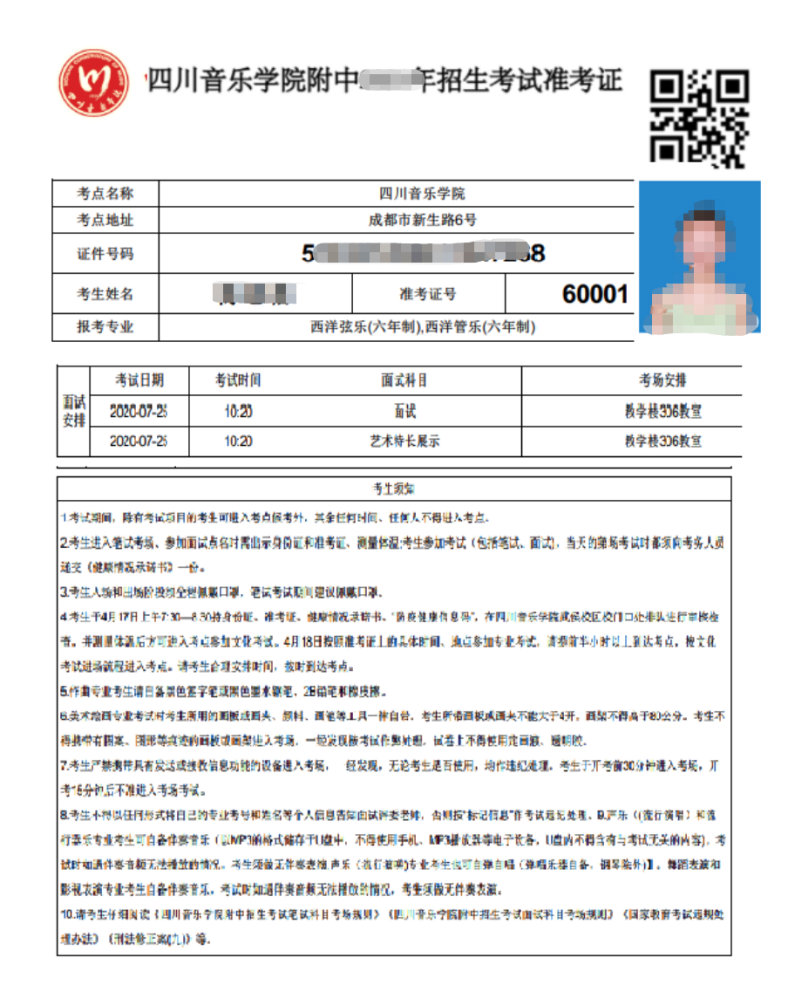 四川音乐学院附中 年招生考试准考证
考点名称 四川音乐学院
考点地址 成都市新生路6号
证件号码 5 68
考生姓名 准考证号 60001
报考专业 西洋弦乐(六年制),西洋管乐(六年制)
面试安排 考试日期 考试时间 面试科目 考场安排
2020-07-25 10:20 面试 教学楼306教室
2020-07-25 10:20 艺术特长展示 教学楼306教室
考生须知
1.考试期间，除有考试项目的考生可进入考点候考外，其余任何时间、任何人不得进入考点。
2.考生进入笔试考场、参加面试点名时需出示身份证和准考证、测量体温;考生参加考试（包括笔试、面试），当天的第场考试时都须向考务人员
递交《健康情况承诺书》一份。
3.考生入场和出场阶段须全程佩戴口罩，笔试考试期间建议佩戴口罩。
4.考生于4月17日上午7:30—8:30持身份证、准考证、健康情况承诺书、“防疫健康信息码”，在四川音乐学院武侯校区校门口处排队进行审核检
查。并测量体温后方可进入考点参加文化考试。4月18日按照准考证上的具体时间、地点参加专业考试，请提前半小时以上到达考点，按文化
考试进场流程进入考点。请考生合理安排时间，按时到达考点。
5.作曲专业考生请自备黑色签字笔或黑色墨水钢笔、2B铅笔和橡皮擦。
6.美术绘画专业考试时考生所用的画板或画夹、颜料、画笔等工具一律自带。考生所带画板或画夹不能大于4开，画架不得高于80公分。考生不
得携带有图案、图形等痕迹的画板或画架进入考场，一经发现按考试作弊处理，试卷上不得使用定画液、透明胶。
7.考生严禁携带具有发送或接收信息功能的设备进入考场， 经发现，无论考生是否使用，均作违纪处理。考生于开考前30分钟进入考场，开
考15分钟后不准进入考场考试。
8.考生不得以任何形式将自己的专业考号和姓名等个人信息告知面试评委老师，否则按“标记信息”作考试违纪处理。9.声乐（(流行演唱）和流
行器乐专业考生可自备伴奏音乐（以MP3的格式储存于U盘中，不得使用手机、MP3播放器等电子设备，U盘内不得含有与考试无关的内容)，考
试时如遇伴奏音频无法播放的情况，考生须做无伴奏表演 声乐（流行演唱)专业考生也可自弹自唱（弹唱乐器自备，钢琴除外)】。舞蹈表演和
影视表演专业考生自备伴奏音乐，考试时如遇伴奏音频无法播放的情况，考生须做无伴奏表演。
10.请考生仔细阅读《四川音乐学院附中招生考试笔试科目考场规则》《四川音乐学院附中招生考试面试科目考场规则》《国家教育考试违规处
理办法》《刑法修正案(九)》等。